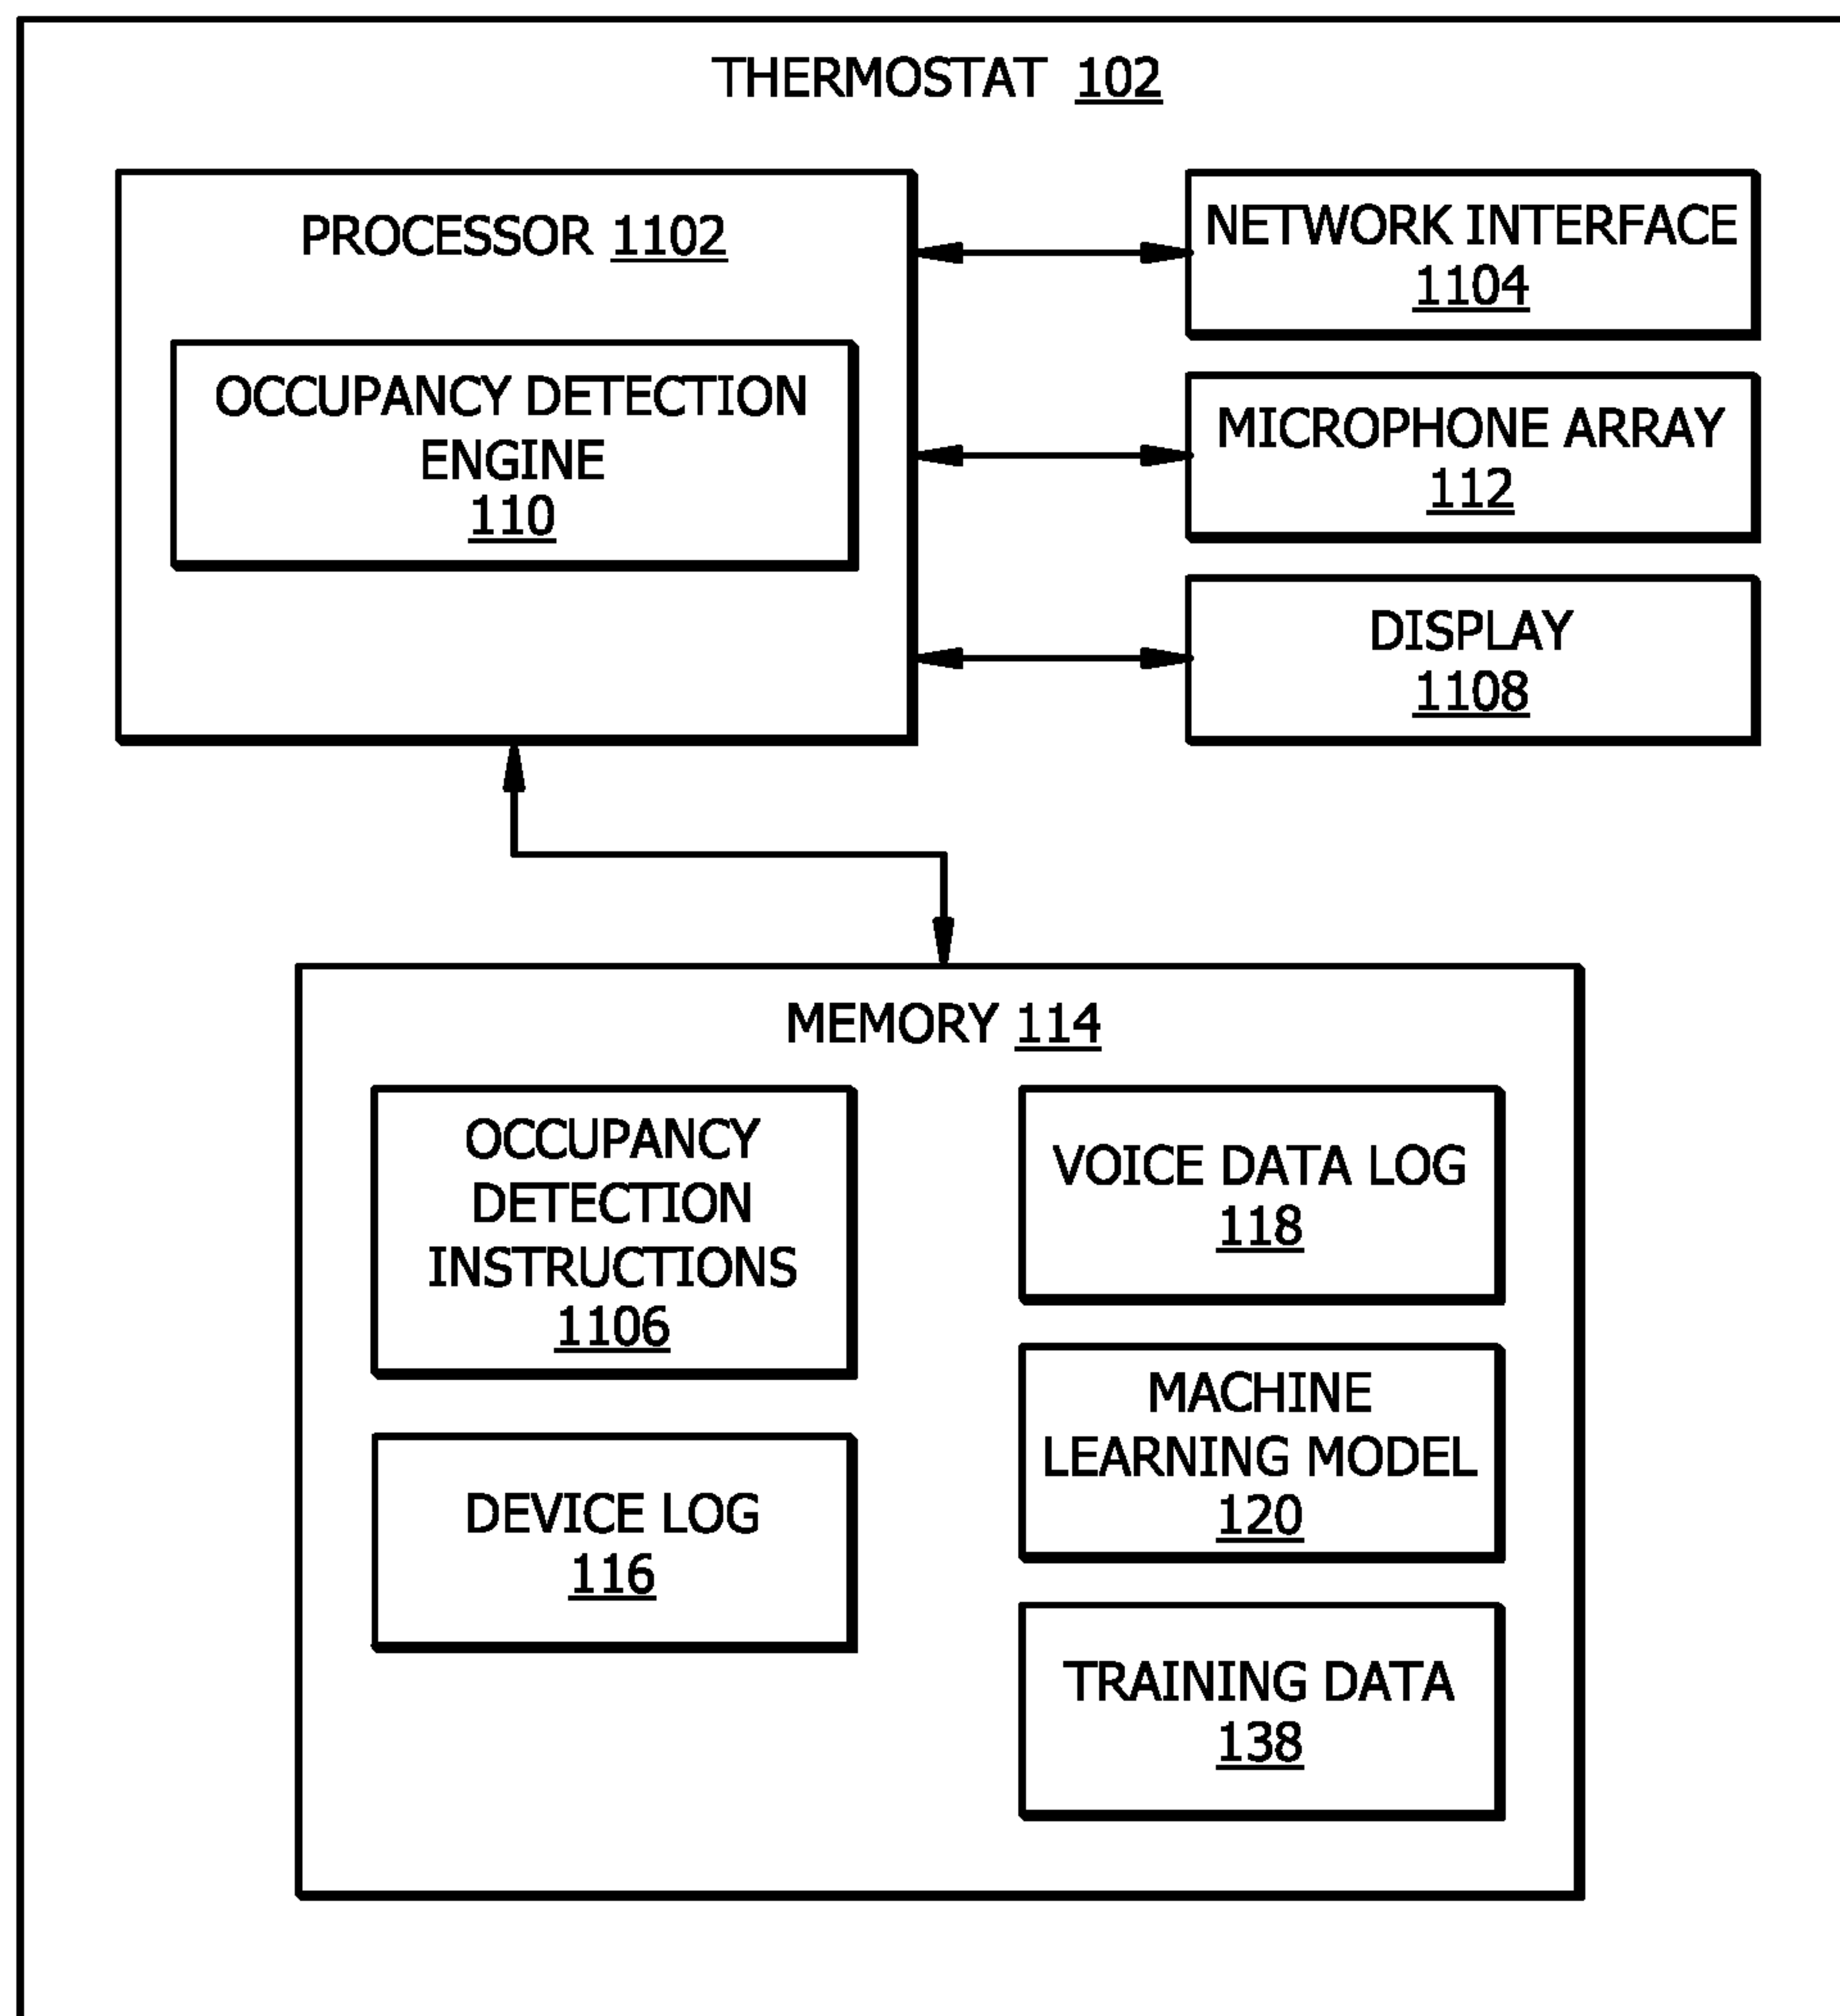 THERMOSTAT 102
PROCESSOR 1102
OCCUPANCY DETECTION
ENGINE
110
NETWORK INTERFACE
1104
MICROPHONE ARRAY
112
DISPLAY
1108
MEMORY 114
OCCUPANCY
DETECTION
INSTRUCTIONS
1106
DEVICE LOG
116
VOICE DATA LOG
118
MACHINE
LEARNING MODEL
120
TRAINING DATA
138